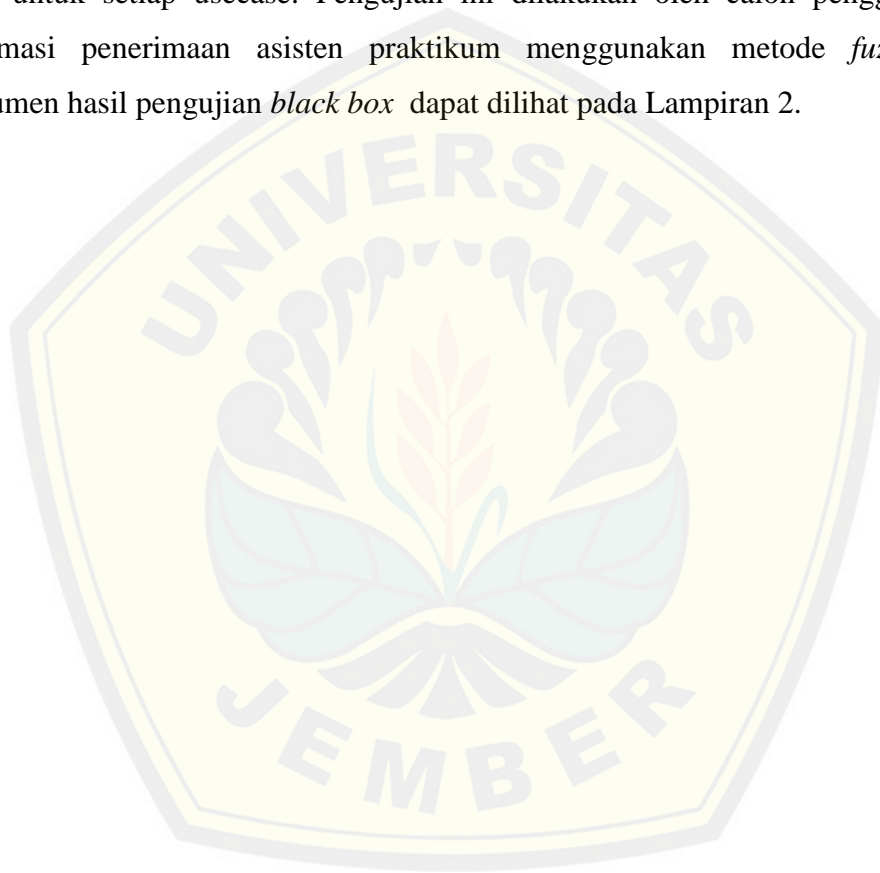 untuk setiap usecase. Pengujian ini dilakukan oleh calon
penerimaan asisten praktikum menggunakan metode
hasil pengujian black box dapat dilihat pada Lampiran 2.
UNIVERSITAS
JEMBER